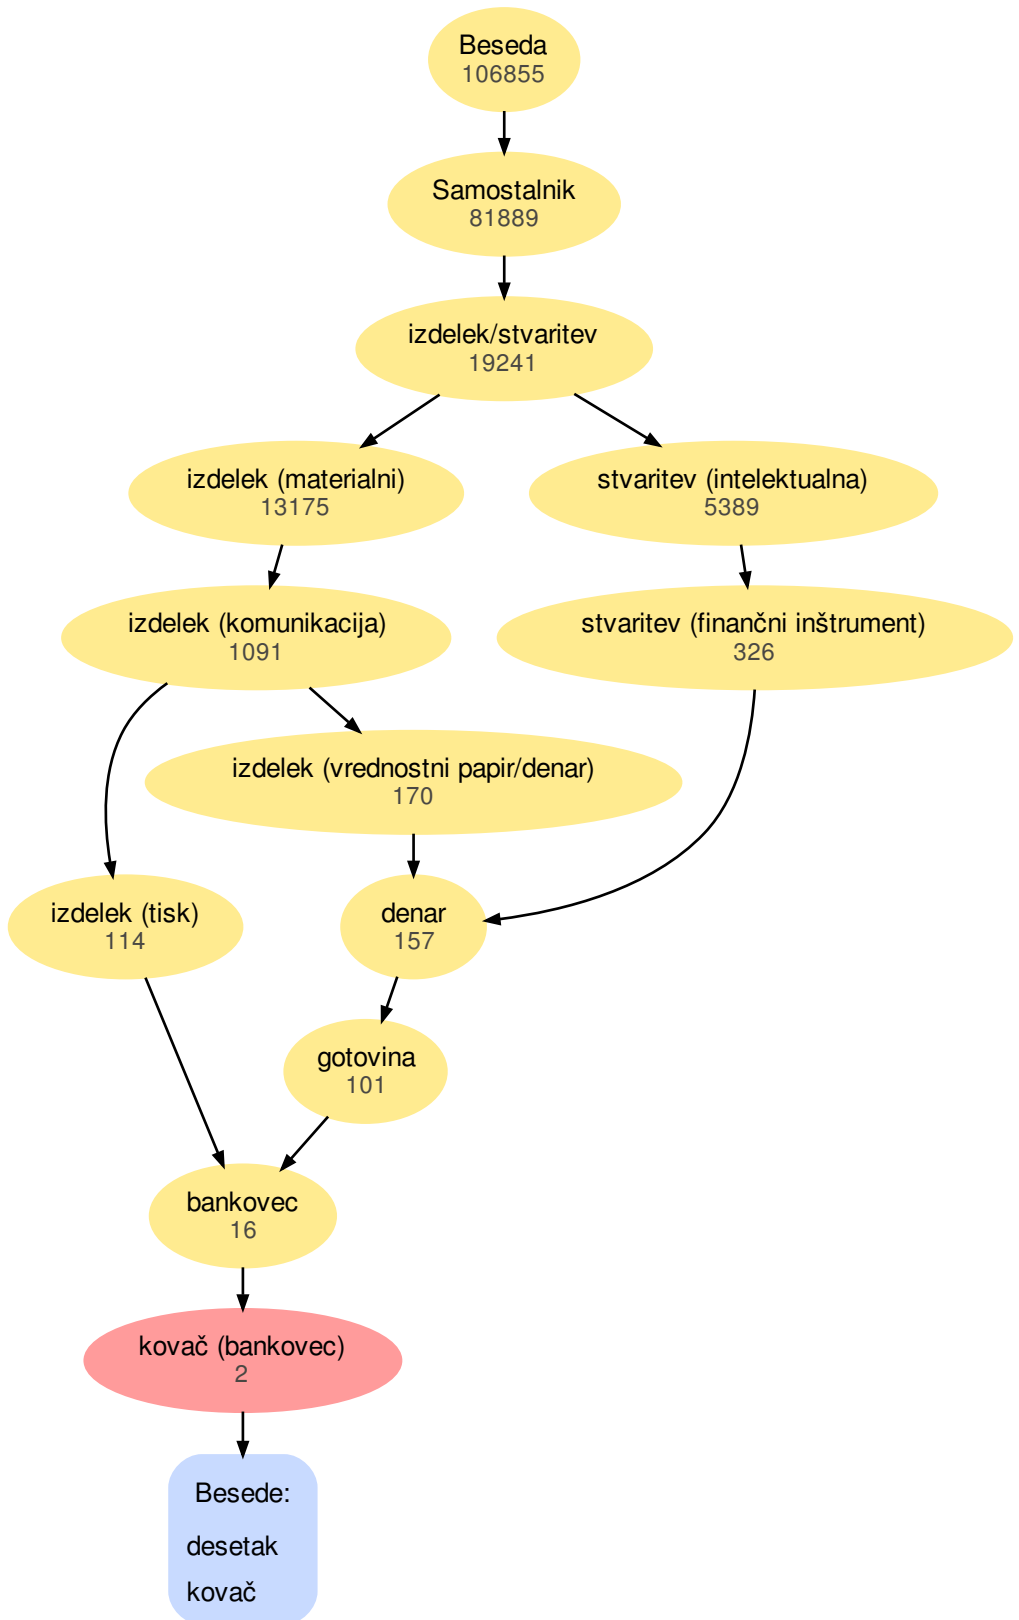 Beseda
106855
Samostalnik
81889
izdelek/stvaritev
19241
izdelek (materialni)
13175
stvaritev (intelektualna)
5389
izdelek (komunikacija)
1091
stvaritev (finančni inštrument)
326
izdelek (vrednostni papir/denar)
170
izdelek (tisk)
114
denar
157
gotovina
101
bankovec
16
kovač (bankovec)
2
Besede:
desetak
kovač